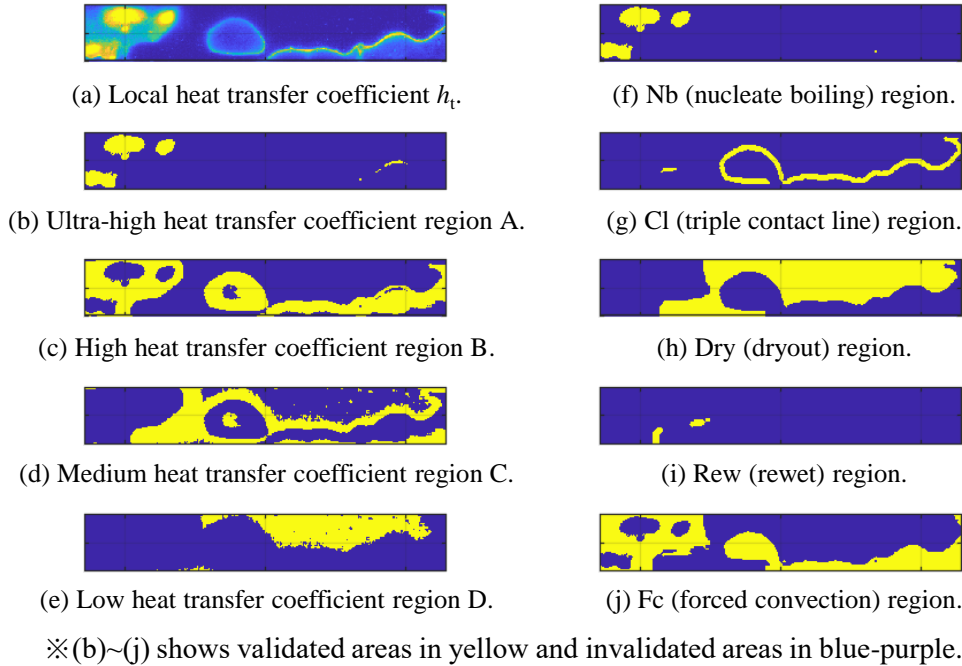 (a) Local heat transfer coefficient hₜ.
(f) Nb (nucleate boiling) region.
(b) Ultra-high heat transfer coefficient region A.
(g) Cl (triple contact line) region.
(c) High heat transfer coefficient region B.
(h) Dry (dryout) region.
(d) Medium heat transfer coefficient region C.
(i) Rew (rewet) region.
(e) Low heat transfer coefficient region D.
(j) Fc (forced convection) region.
※(b)~(j) shows validated areas in yellow and invalidated areas in blue-purple.